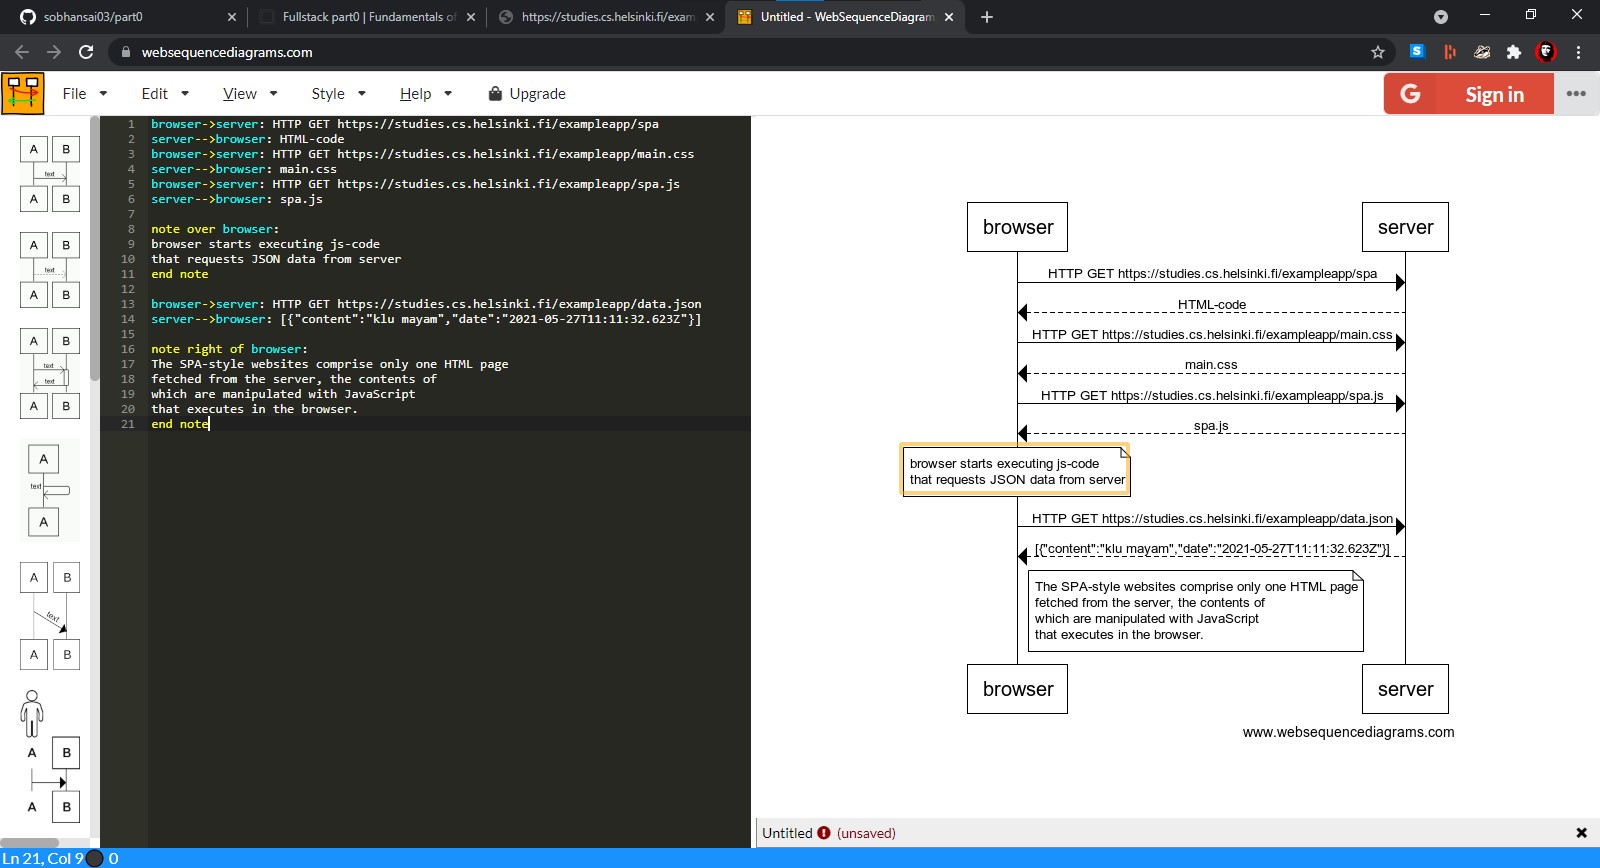 sobhansai03/part0
Fullstack part0 | Fundamentals of
https://studies.cs.helsinki.fi/exam
Untitled - WebSequenceDiagram
websequencediagrams.com
File Edit View Style Help Upgrade
G Sign in
1 browser->server: HTTP GET https://studies.cs.helsinki.fi/exampleapp/spa
2 server-->browser: HTML-code
3 browser->server: HTTP GET https://studies.cs.helsinki.fi/exampleapp/main.css
4 server-->browser: main.css
5 browser->server: HTTP GET https://studies.cs.helsinki.fi/exampleapp/spa.js
6 server-->browser: spa.js
7
8 note over browser:
9 browser starts executing js-code
10 that requests JSON data from server
11 end note
12
13 browser->server: HTTP GET https://studies.cs.helsinki.fi/exampleapp/data.json
14 server-->browser: [{"content":"klu mayam","date":"2021-05-27T11:11:32.623Z"}]
15
16 note right of browser:
17 The SPA-style websites comprise only one HTML page
18 fetched from the server, the contents of
19 which are manipulated with JavaScript
20 that executes in the browser.
21 end note
A B
text
A B
A B
text
A B
A B
text
text
A B
A
text
A
A B
text
A B
A B
A B
browser server
HTTP GET https://studies.cs.helsinki.fi/exampleapp/spa
HTML-code
HTTP GET https://studies.cs.helsinki.fi/exampleapp/main.css
main.css
HTTP GET https://studies.cs.helsinki.fi/exampleapp/spa.js
spa.js
browser starts executing js-code
that requests JSON data from server
HTTP GET https://studies.cs.helsinki.fi/exampleapp/data.json
[{"content":"klu mayam","date":"2021-05-27T11:11:32.623Z"}]
The SPA-style websites comprise only one HTML page
fetched from the server, the contents of
which are manipulated with JavaScript
that executes in the browser.
browser server
www.websequencediagrams.com
Untitled (unsaved)
Ln 21, Col 9 0